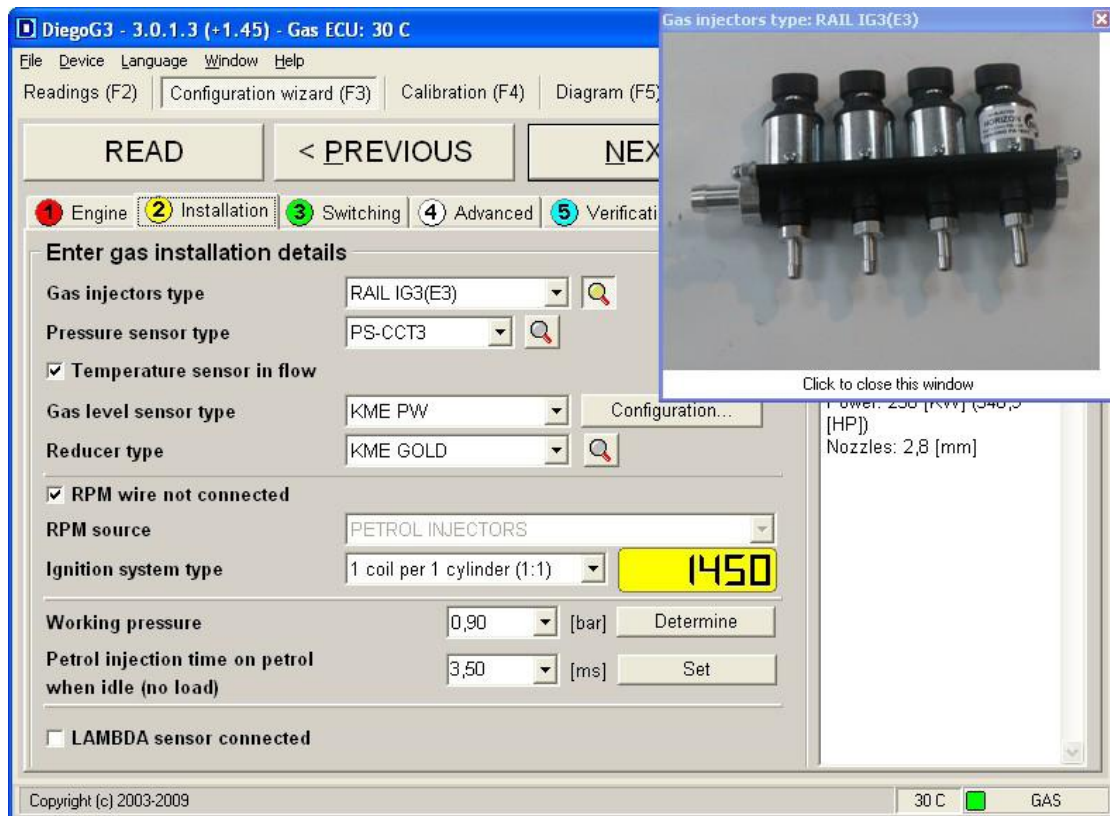 DiegoG3 - 3.0.1.3 (+1.45) - Gas ECU: 30 C
Gas injectors type: RAIL IG3(E3)
File Device Language Window Help
Readings (F2) Configuration wizard (F3) Calibration (F4) Diagram (F5)
READ < PREVIOUS
1 Engine 2 Installation 3 Switching 4 Advanced 5
HORIZON
Click to close this window
Enter gas installation details
Gas injectors type RAIL IG3(E3)
Pressure sensor type PS-CCT3
Temperature sensor in flow
Gas level sensor type KME PW Configuration...
[HP])
Reducer type KME GOLD
Nozzles: 2,8 [mm]
RPM wire not connected
RPM source PETROL INJECTORS
Ignition system type 1 coil per 1 cylinder (1:1) 1450
Working pressure 0,90 [bar] Determine
Petrol injection time on petrol
when idle (no load) 3,50 [ms] Set
LAMBDA sensor connected
Copyright (c) 2003-2009 30 C GAS